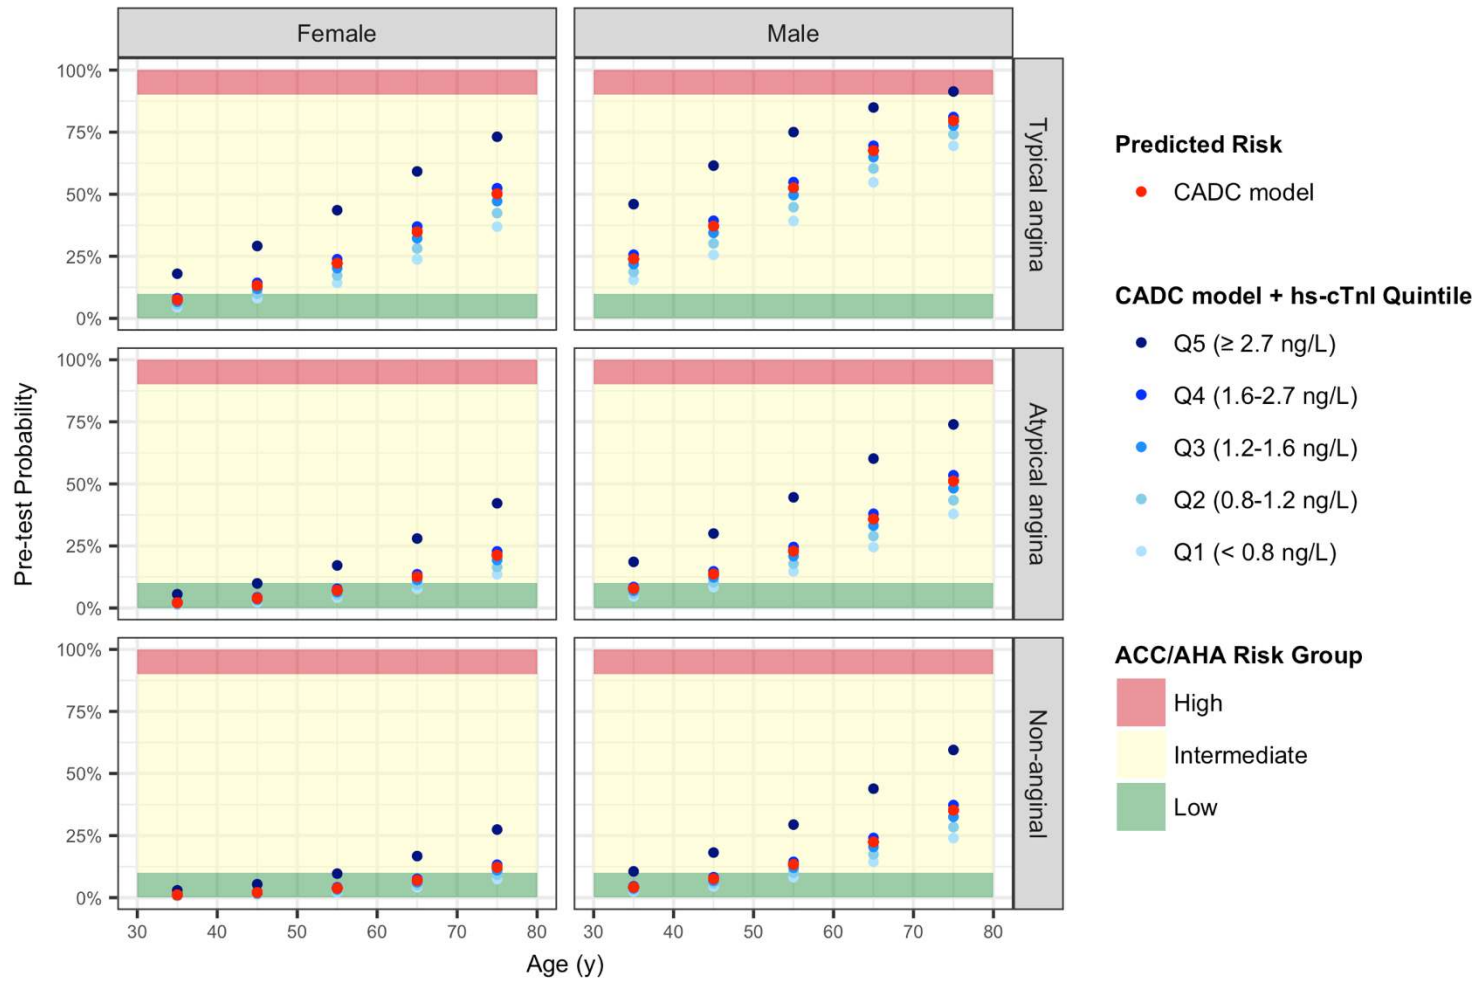 Female
Male
100%
75%
50%
25%
0%
Typical angina
100%
75%
50%
25%
0%
Atypical angina
100%
75%
50%
25%
0%
Non-anginal
30 40 50 60 70 80
30 40 50 60 70 80
Age (y)
Pre-test Probability
Predicted Risk
CADC model
CADC model + hs-cTnI Quintile
Q5 (≥ 2.7 ng/L)
Q4 (1.6-2.7 ng/L)
Q3 (1.2-1.6 ng/L)
Q2 (0.8-1.2 ng/L)
Q1 (< 0.8 ng/L)
ACC/AHA Risk Group
High
Intermediate
Low